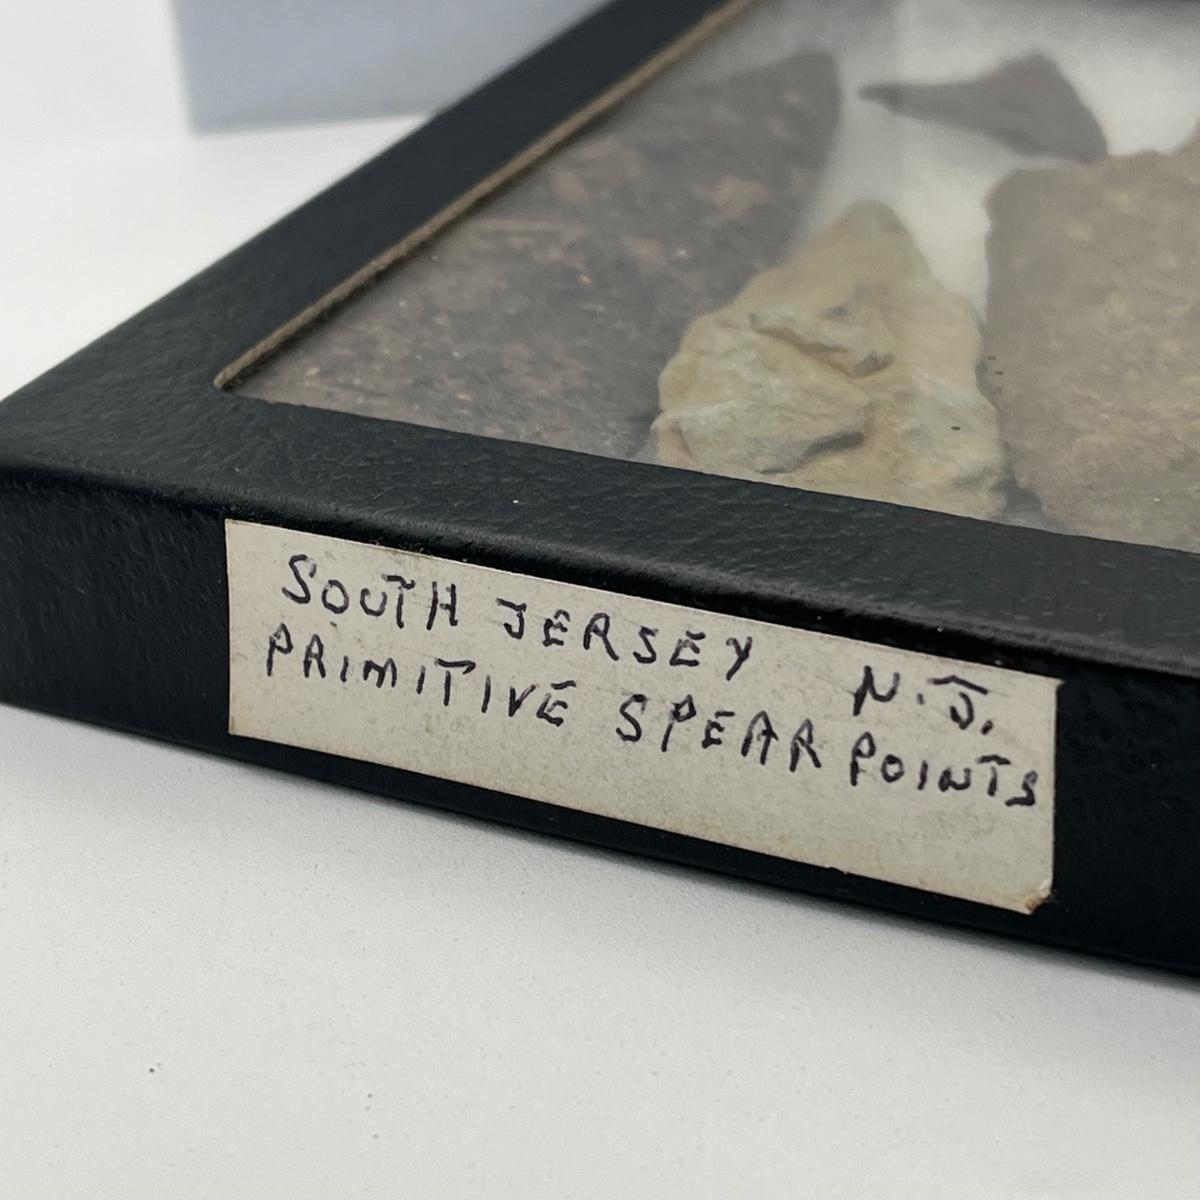 SOUTH JERSEY N.J.
PRIMITIVE SPEAR POINTS